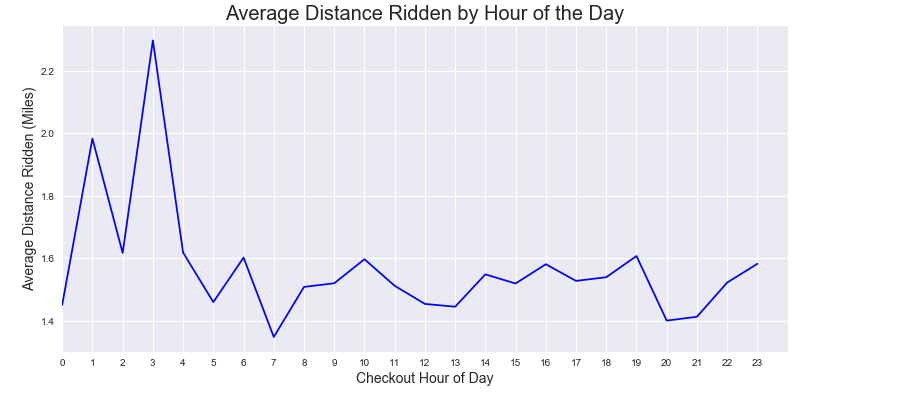 Average Distance Ridden by Hour of the Day
Average Distance Ridden (Miles)
2.2
2.0
1.8
1.6
1.4
0 1 2 3 4 5 6 7 8 9 10 11 12 13 14 15 16 17 18 19 20 21 22 23
Checkout Hour of Day